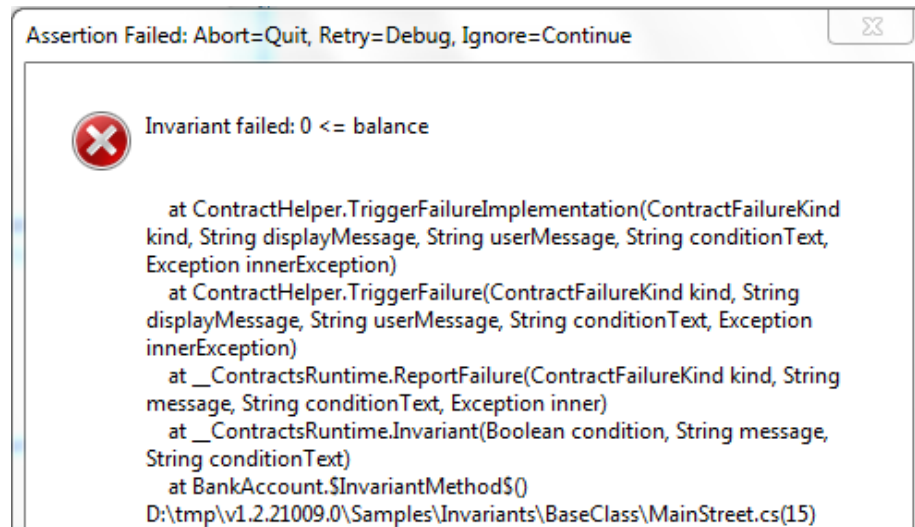 Assertion Failed: Abort=Quit, Retry=Debug, Ignore=Continue
Invariant failed: 0 <= balance
at ContractHelper.TriggerFailureImplementation(ContractFailureKind
kind, String displayMessage, String userMessage, String conditionText,
Exception innerException)
at ContractHelper.TriggerFailure(ContractFailureKind kind, String
displayMessage, String userMessage, String conditionText, Exception
innerException)
at __ContractsRuntime.ReportFailure(ContractFailureKind kind, String
message, String conditionText, Exception inner)
at __ContractsRuntime.Invariant(Boolean condition, String message,
String conditionText)
at BankAccount.$InvariantMethod$()
D:\tmp\v1.2.21009.0\Samples\Invariants\BaseClass\MainStreet.cs(15)